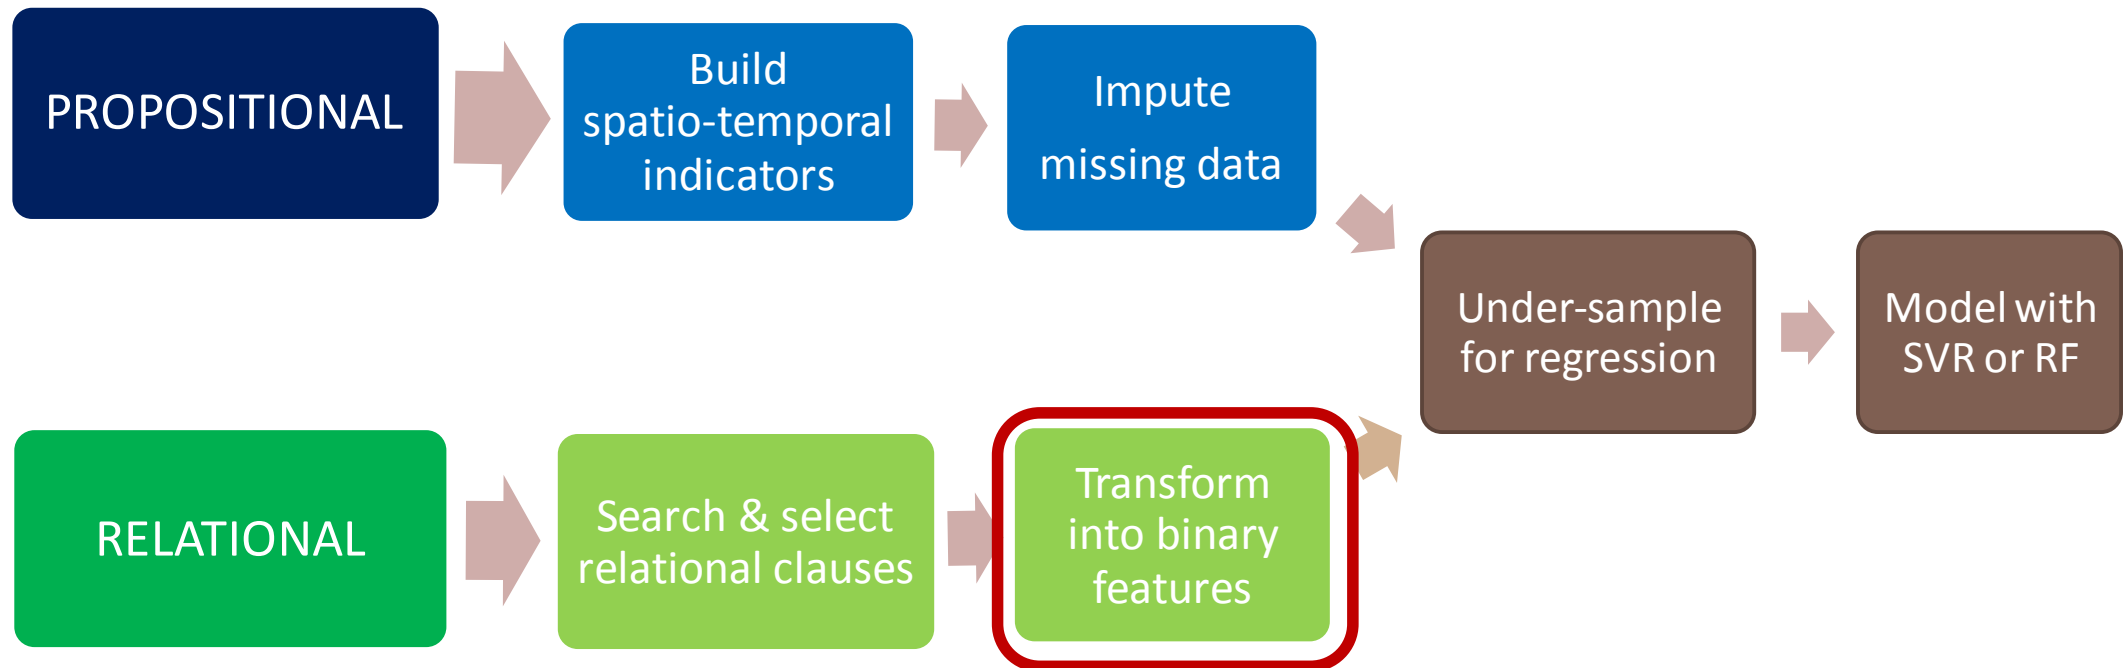 PROPOSITIONAL
Build
spatio-temporal
indicators
Impute
missing data
Under-sample
for regression
Model with
SVR or RF
RELATIONAL
Search & select
relational clauses
Transform
into binary
features